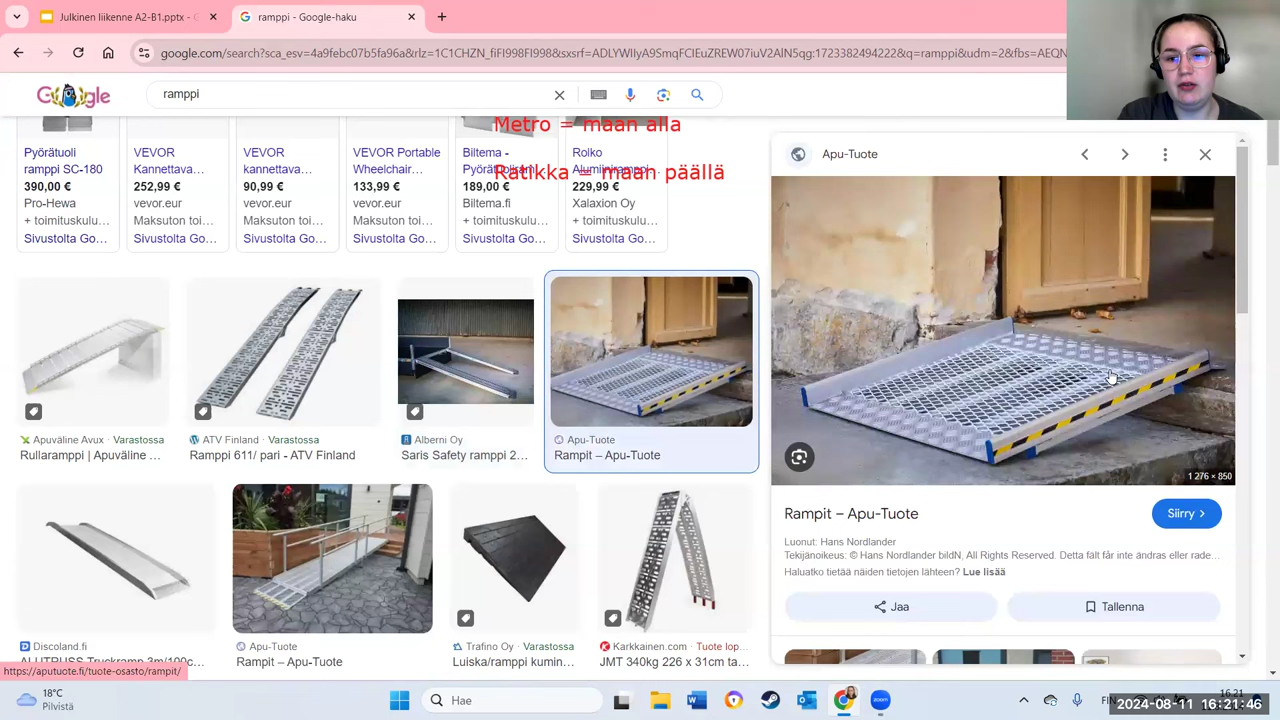 Julkinen liikenne A2-B1.pptx -
ramppi - Google-haku
google.com/search?sca_esv=4a9febc07b5fa96a&rlz=1C1CHZN_fiFI998FI998&sxsrf=
Google
ramppi
Metro = maan alla
Ratikka = maan päällä
Pyörätuoli
ramppi SC-180
390,00 €
Pro-Hewa
+ toimituskulu...
Sivustolta Go...
VEVOR
Kannettava...
252,99 €
vevor.eur
Maksuton toi...
Sivustolta Go...
VEVOR
kannettava...
90,99 €
vevor.eur
Maksuton toi...
Sivustolta Go...
VEVOR Portable
Wheelchair...
133,99 €
vevor.eur
Maksuton toi...
Sivustolta Go...
Biltema -
189,00 €
Biltema.fi
+ toimituskulu...
Sivustolta Go...
Rolko
229,99 €
Xalaxion Oy
+ toimituskulu...
Sivustolta Go...
Apuväline Avux · Varastossa
Rullaramppi | Apuväline ...
ATV Finland · Varastossa
Ramppi 611/ pari - ATV Finland
Alberni Oy
Saris Safety ramppi 2...
Apu-Tuote
Rampit – Apu-Tuote
Discoland.fi
ALUTRUSS Truckramp 3m/100c...
Apu-Tuote
Rampit – Apu-Tuote
Trafino Oy · Varastossa
Luiska/ramppi kumin...
Karkkainen.com · Tuote lop...
JMT 340kg 226 x 31cm ta...
Apu-Tuote
1 276 × 850
Rampit – Apu-Tuote
Siirry
Luonut: Hans Nordlander
Tekijänoikeus: © Hans Nordlander bildN, All Rights Reserved. Detta fält får inte ändras eller rade...
Haluatko tietää näiden tietojen lähteen? Lue lisää
Jaa
Tallenna
https://aputuote.fi/tuote-osasto/rampit/
18°C
Pilvistä
Hae
zoom
FIN
16.21
2024-08-11 16:21:46